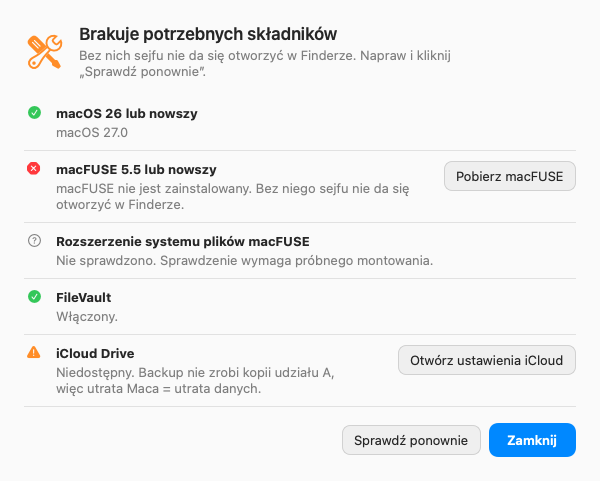 Brakuje potrzebnych składników
Bez nich sejfu nie da się otworzyć w Finderze. Napraw i kliknij
„Sprawdź ponownie”.
macOS 26 lub nowszy
macOS 27.0
macFUSE 5.5 lub nowszy
macFUSE nie jest zainstalowany. Bez niego sejfu nie da się
otworzyć w Finderze.
Pobierz macFUSE
Rozszerzenie systemu plików macFUSE
Nie sprawdzono. Sprawdzenie wymaga próbnego montowania.
FileVault
Włączony.
iCloud Drive
Niedostępny. Backup nie zrobi kopii udziału A,
więc utrata Maca = utrata danych.
Otwórz ustawienia iCloud
Sprawdź ponownie
Zamknij